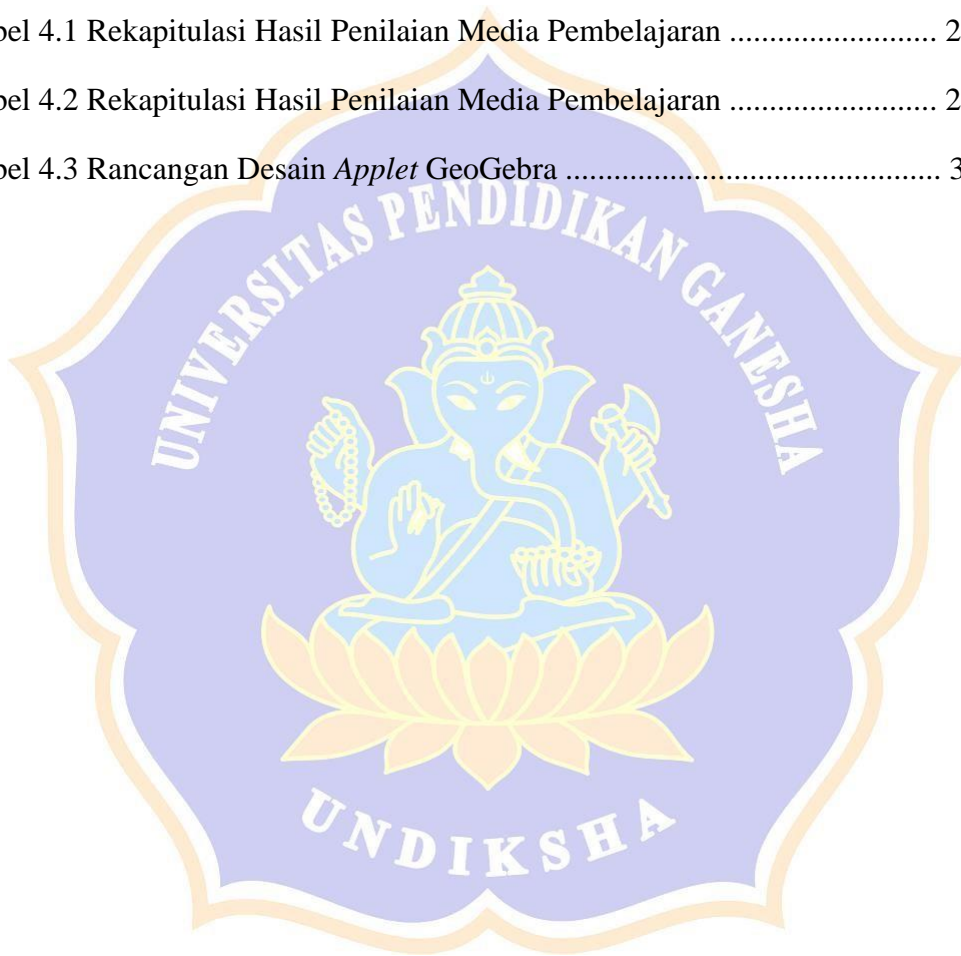 bel 4.1 Rekapitulasi Hasil Penilaian Media Pembelajaran .......................... 2
bel 4.2 Rekapitulasi Hasil Penilaian Media Pembelajaran .......................... 2
bel 4.3 Rancangan Desain Applet GeoGebra ............................................... 3
UNIVERSITAS PENDIDIKAN GANESHA
UNDIKSHA